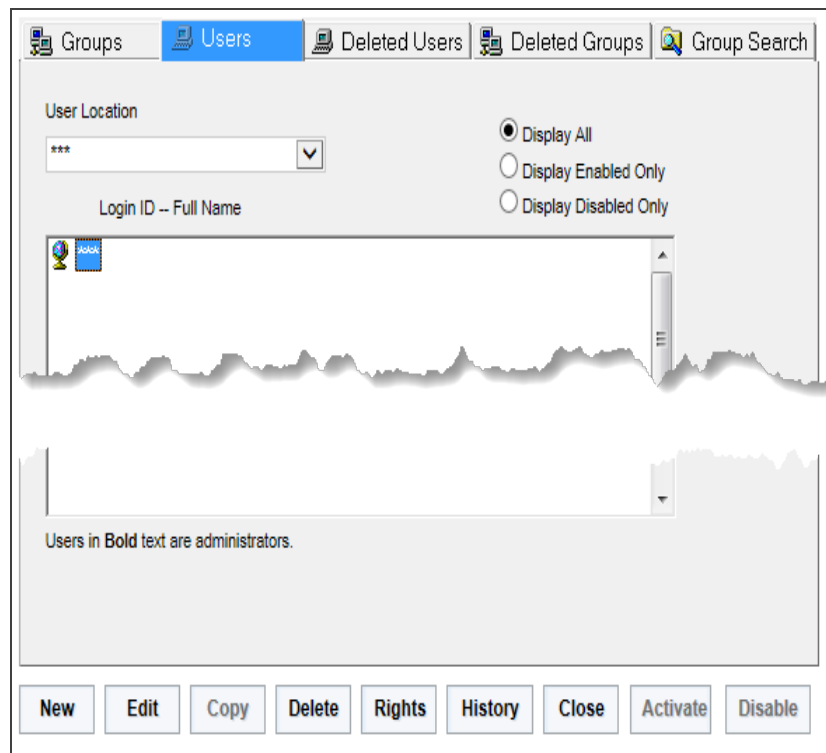 Groups Users Deleted Users Deleted Groups Group Search
User Location
***
Display All
Display Enabled Only
Display Disabled Only
Login ID -- Full Name
***
Users in Bold text are administrators.
New Edit Copy Delete Rights History Close Activate Disable